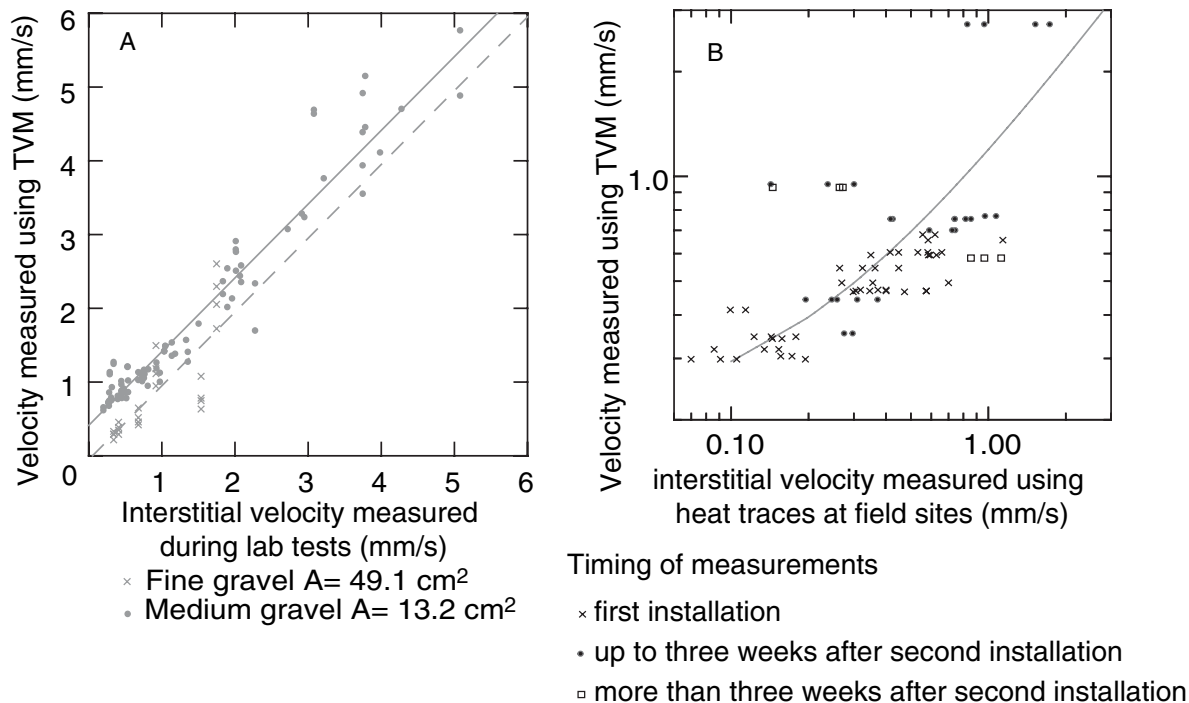 A
Velocity measured using TVM (mm/s)
6
5
4
3
2
1
0
1 2 3 4 5 6
Interstitial velocity measured
during lab tests (mm/s)
× Fine gravel A= 49.1 cm²
• Medium gravel A= 13.2 cm²
B
Velocity measured using TVM (mm/s)
1.0
0.10 1.00
interstitial velocity measured using
heat traces at field sites (mm/s)
Timing of measurements
× first installation
• up to three weeks after second installation
□ more than three weeks after second installation